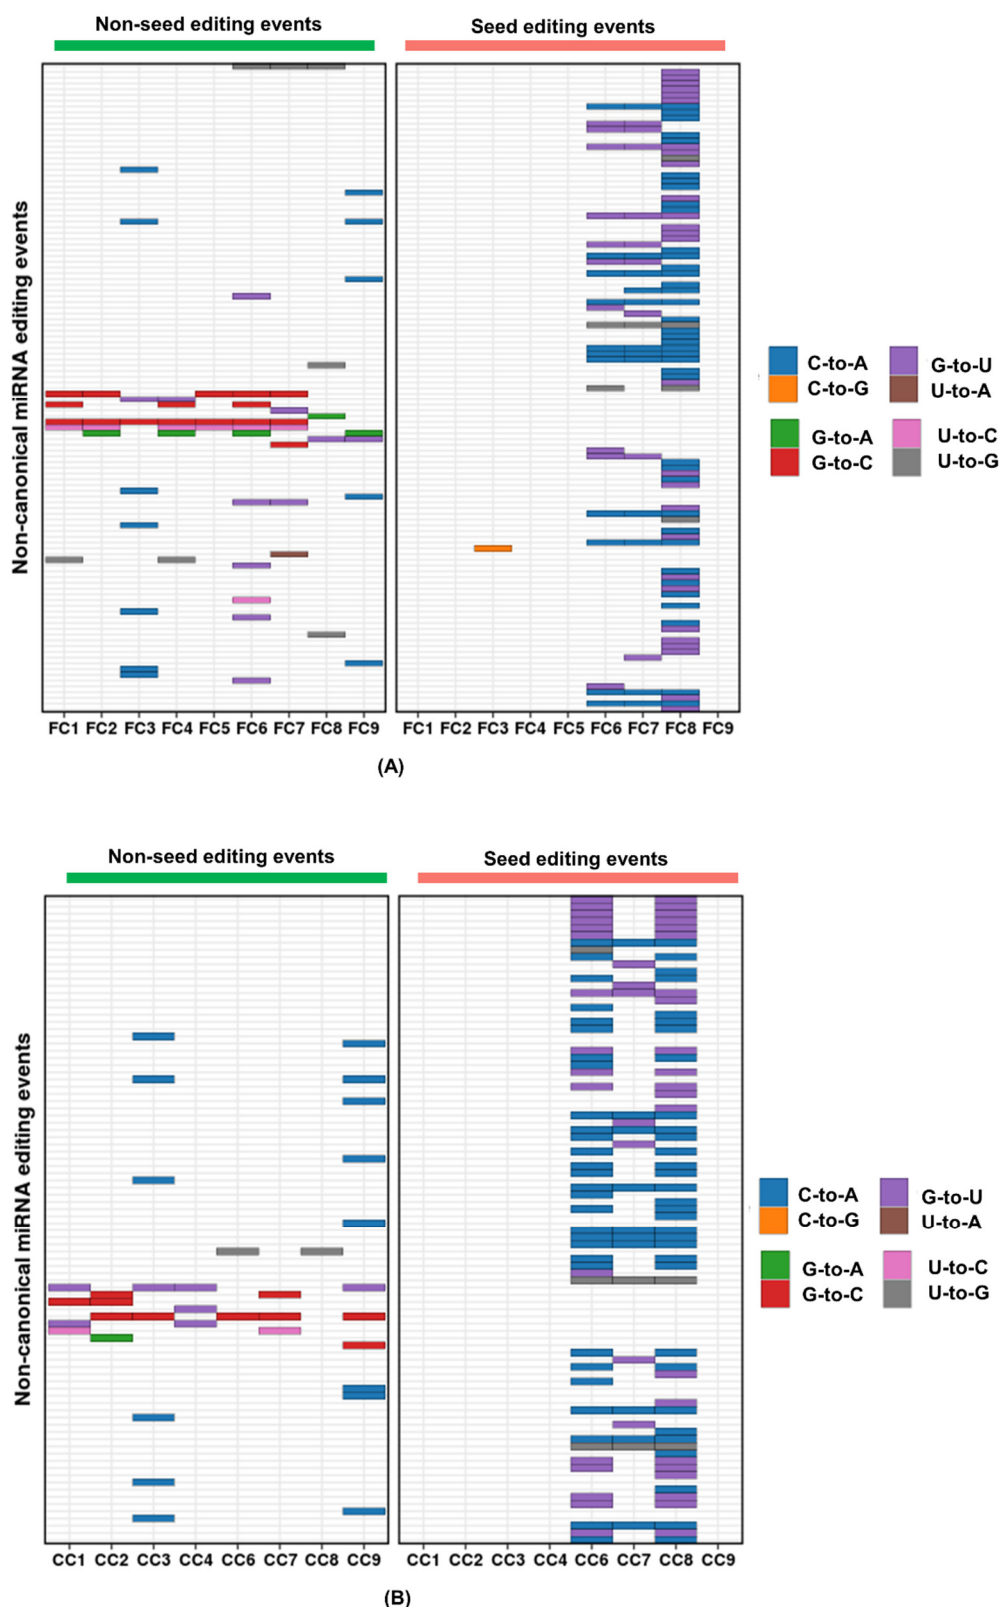 Non-seed editing events
Seed editing events
Non-canonical miRNA editing events
FC1 FC2 FC3 FC4 FC5 FC6 FC7 FC8 FC9
FC1 FC2 FC3 FC4 FC5 FC6 FC7 FC8 FC9
C-to-A
C-to-G
G-to-A
G-to-C
G-to-U
U-to-A
U-to-C
U-to-G
(A)
Non-seed editing events
Seed editing events
Non-canonical miRNA editing events
CC1 CC2 CC3 CC4 CC6 CC7 CC8 CC9
CC1 CC2 CC3 CC4 CC6 CC7 CC8 CC9
C-to-A
C-to-G
G-to-A
G-to-C
G-to-U
U-to-A
U-to-C
U-to-G
(B)